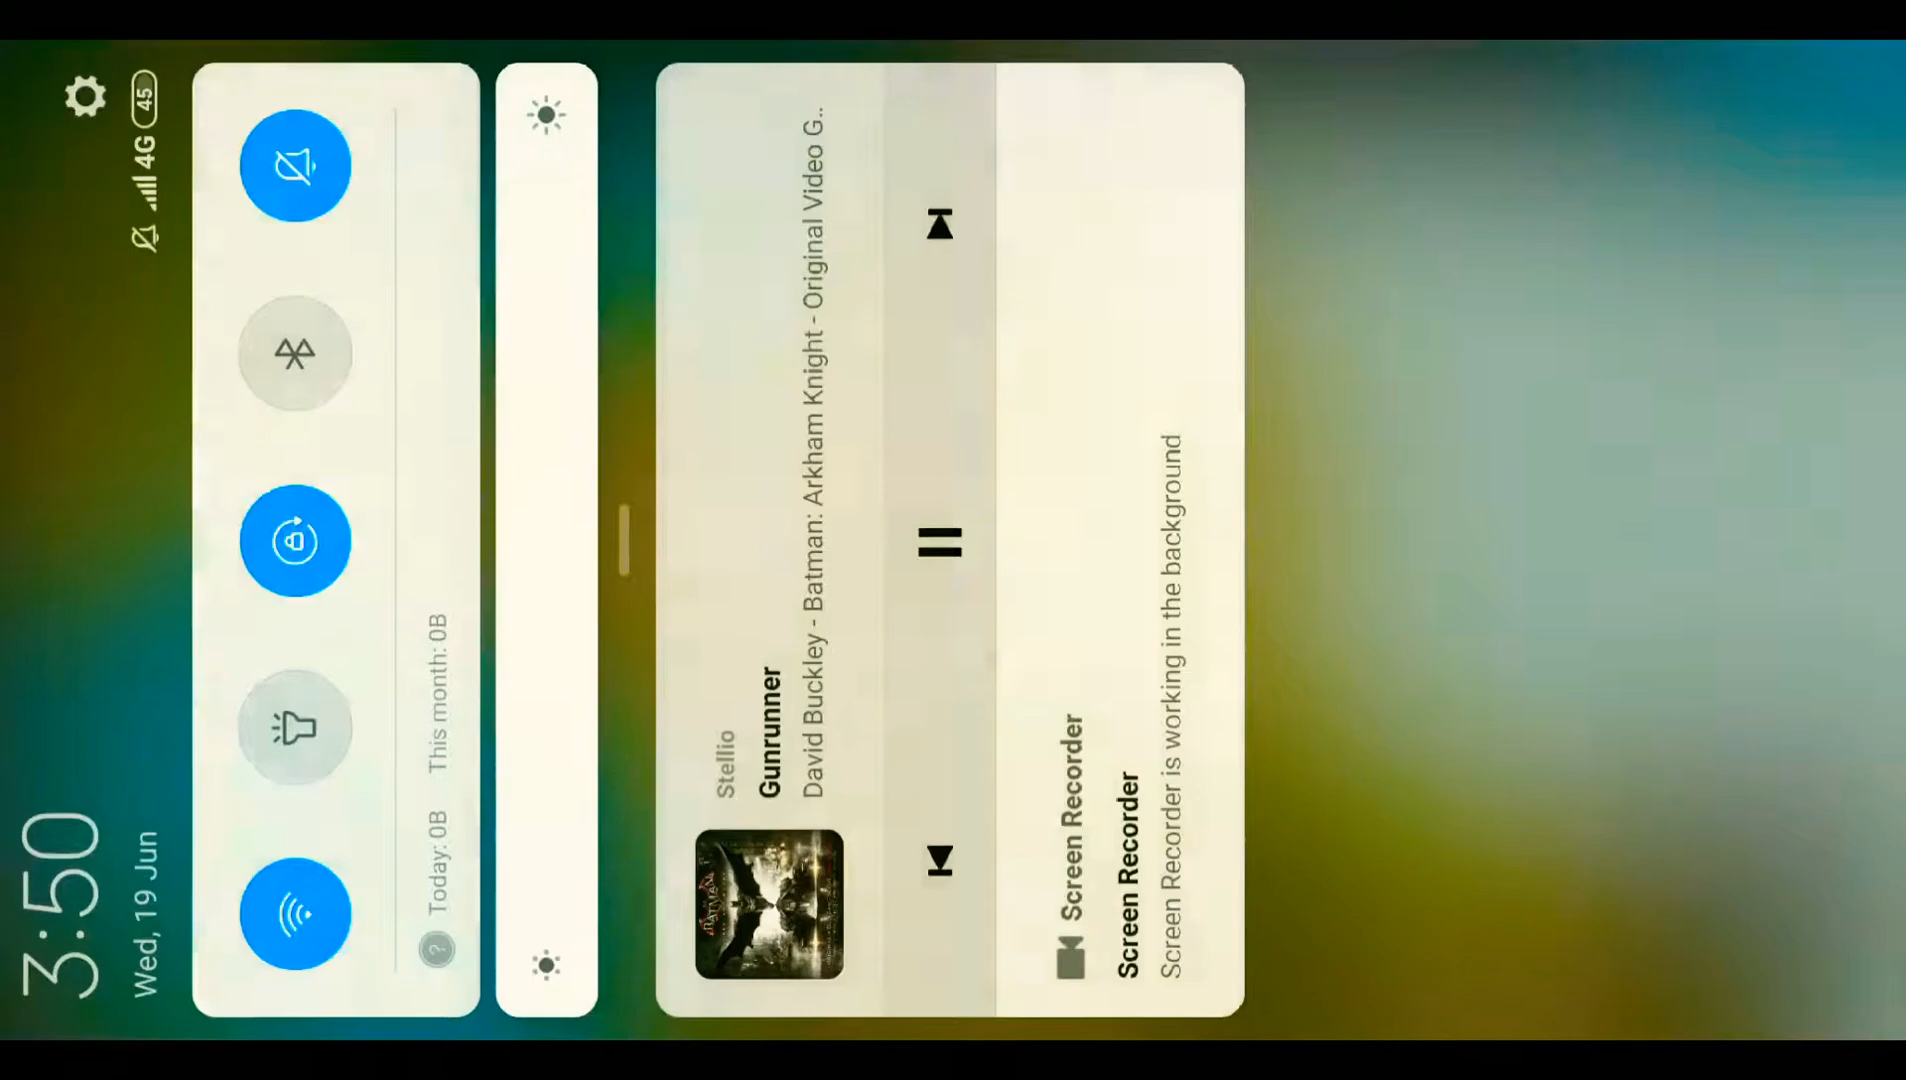 3:50
Wed, 19 Jun
4G
45
? Today: 0B This month: 0B
Stellio
Gunrunner
David Buckley - Batman: Arkham Knight - Original Video G..
BATMAN
Screen Recorder
Screen Recorder
Screen Recorder is working in the background